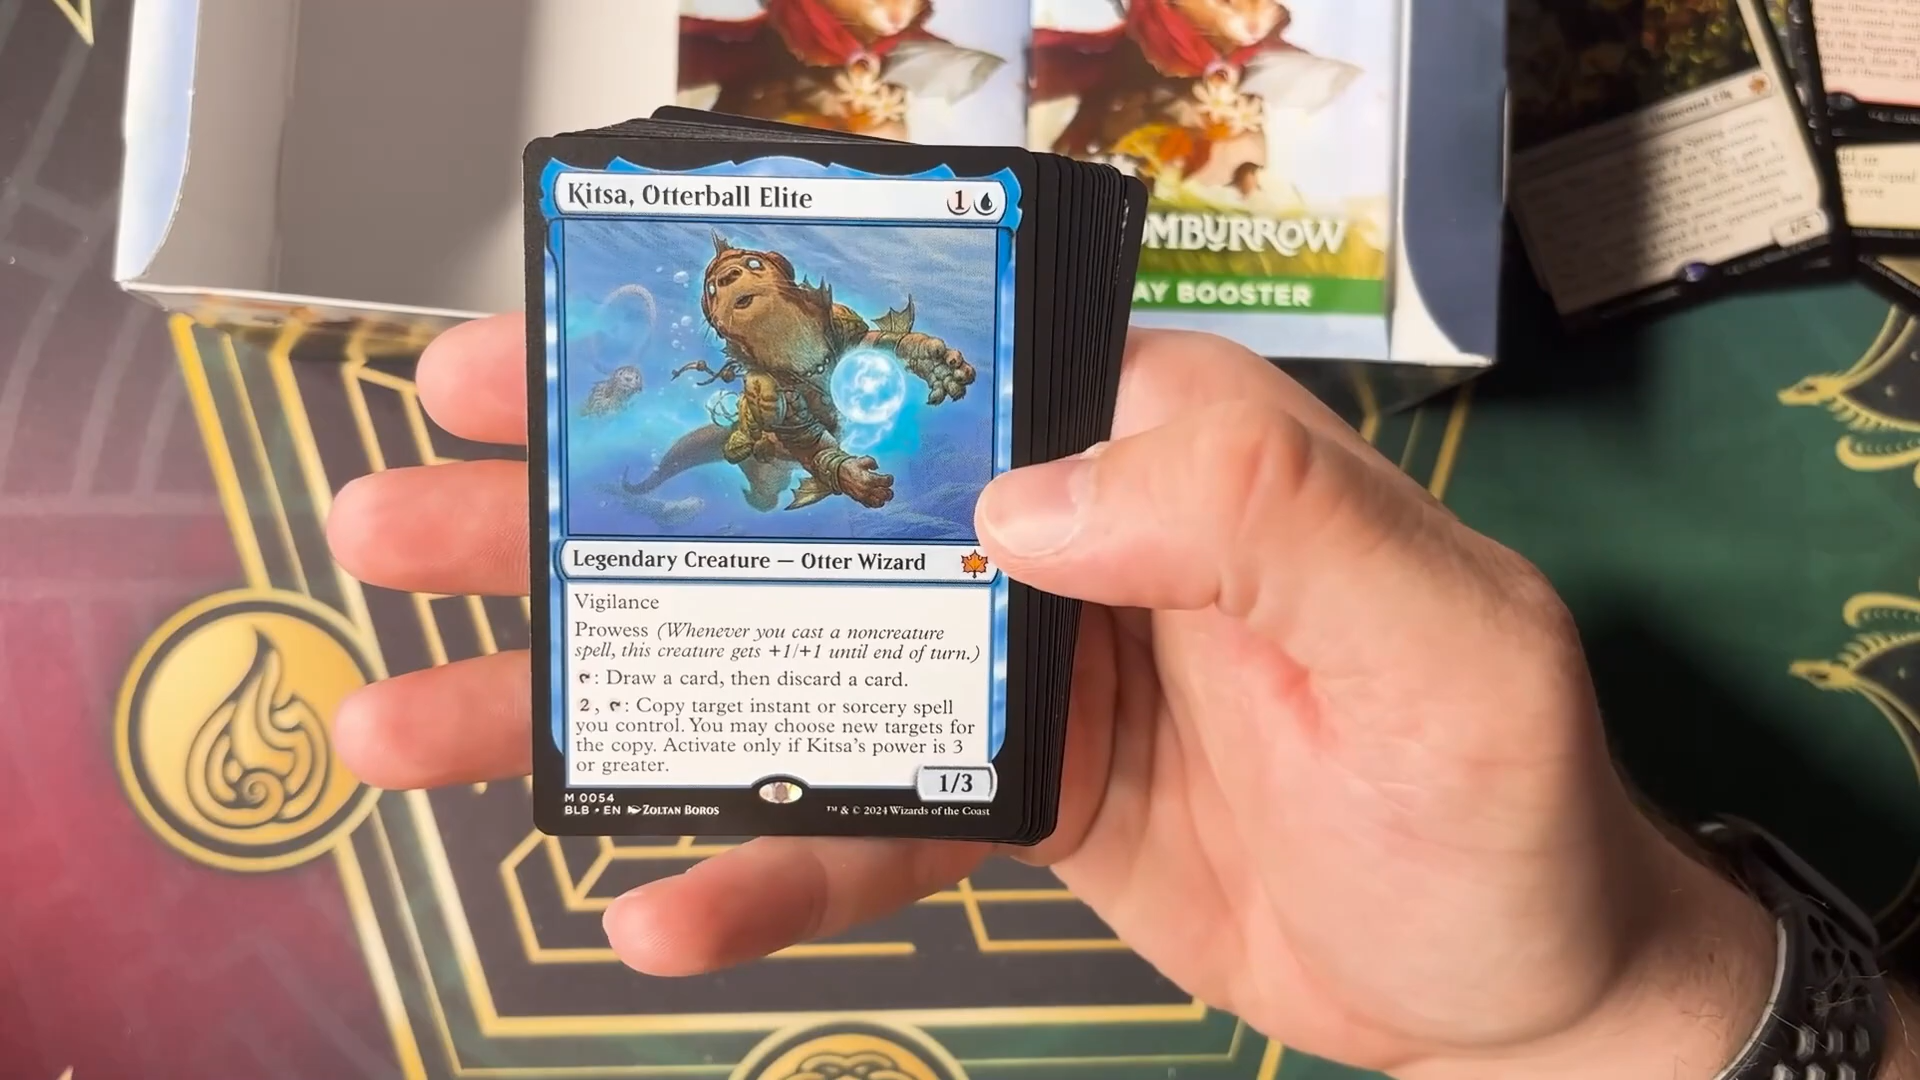 Kitsa, Otterball Elite 1
Legendary Creature — Otter Wizard
Vigilance
Prowess (Whenever you cast a noncreature
spell, this creature gets +1/+1 until end of turn.)
: Draw a card, then discard a card.
2, : Copy target instant or sorcery spell
you control. You may choose new targets for
the copy. Activate only if Kitsa's power is 3
or greater.
1/3
M 0054
BLB • EN ZOLTAN BOROS
™ & © 2024 Wizards of the Coast
MBURROW
AY BOOSTER
Elemental Elk